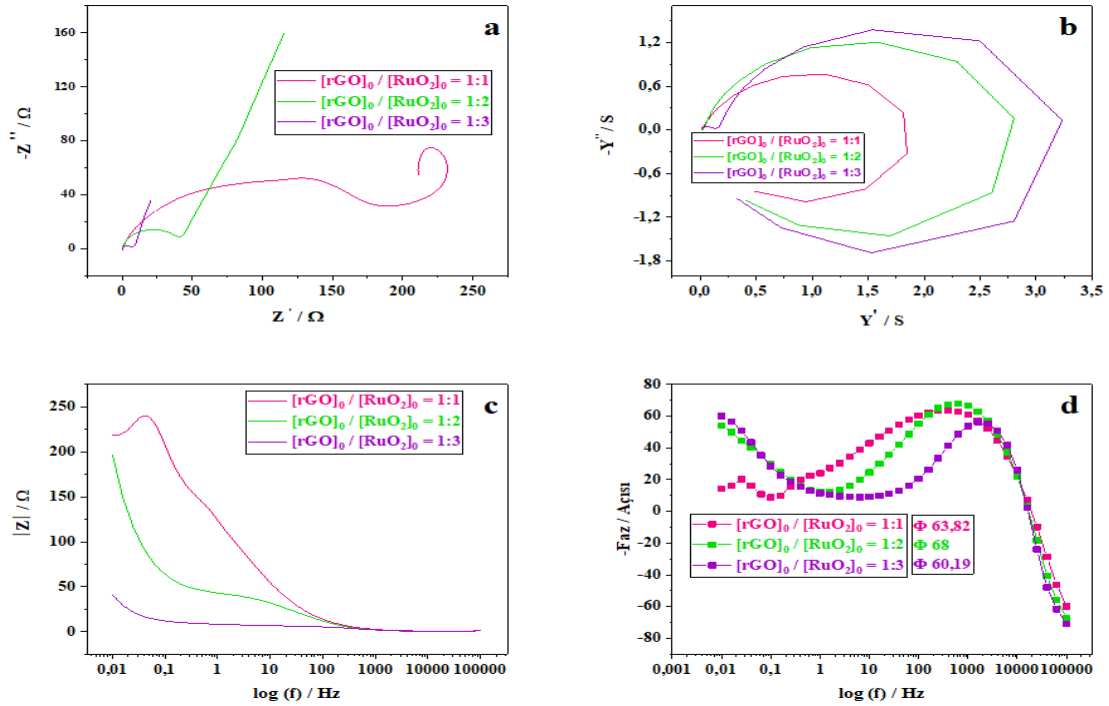 a
160
120
80
40
0
-Z'' / Ω
[rGO]₀ / [RuO₂]₀ = 1:1
[rGO]₀ / [RuO₂]₀ = 1:2
[rGO]₀ / [RuO₂]₀ = 1:3
0 50 100 150 200 250
Z' / Ω
b
1,2
0,6
0,0
-0,6
-1,2
-1,8
-Y'' / S
[rGO]₀ / [RuO₂]₀ = 1:1
[rGO]₀ / [RuO₂]₀ = 1:2
[rGO]₀ / [RuO₂]₀ = 1:3
0,0 0,5 1,0 1,5 2,0 2,5 3,0 3,5
Y' / S
c
250
200
150
100
50
0
|Z| / Ω
[rGO]₀ / [RuO₂]₀ = 1:1
[rGO]₀ / [RuO₂]₀ = 1:2
[rGO]₀ / [RuO₂]₀ = 1:3
0,01 0,1 1 10 100 1000 10000 100000
log (f) / Hz
d
80
60
40
20
0
-20
-40
-60
-80
-Faz / Açısı
[rGO]₀ / [RuO₂]₀ = 1:1 Φ 63,82
[rGO]₀ / [RuO₂]₀ = 1:2 Φ 68
[rGO]₀ / [RuO₂]₀ = 1:3 Φ 60,19
0,001 0,01 0,1 1 10 100 1000 10000 100000
log (f) / Hz